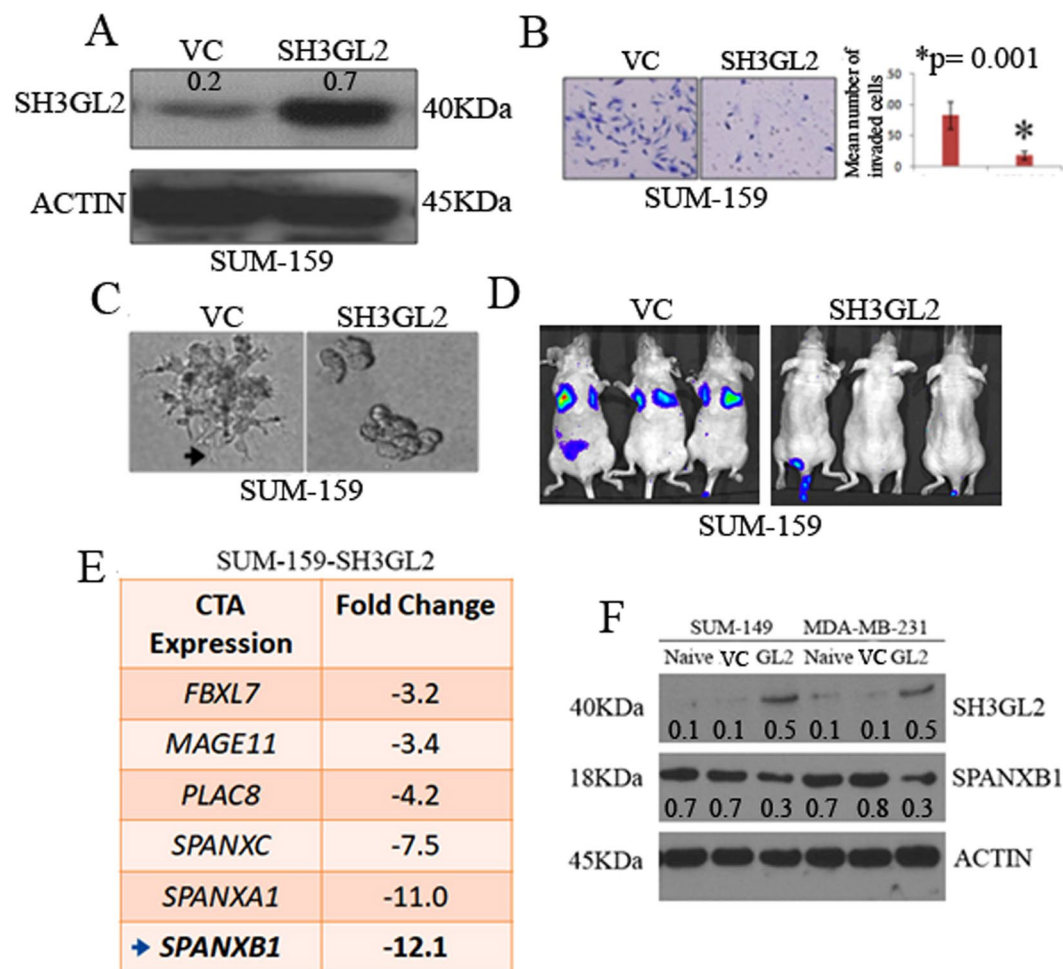 A
VC SH3GL2
0.2 0.7
SH3GL2 40KDa
ACTIN 45KDa
SUM-159
B
VC SH3GL2
SUM-159
*p= 0.001
Mean number of
invaded cells
50
00
50
0
*
C
VC SH3GL2
SUM-159
D
VC SH3GL2
SUM-159
E
SUM-159-SH3GL2
CTA Expression Fold Change
FBXL7 -3.2
MAGE11 -3.4
PLAC8 -4.2
SPANXC -7.5
SPANXA1 -11.0
SPANXB1 -12.1
F
SUM-149 MDA-MB-231
Naive VC GL2 Naive VC GL2
40KDa SH3GL2
0.1 0.1 0.5 0.1 0.1 0.5
18KDa SPANXB1
0.7 0.7 0.3 0.7 0.8 0.3
45KDa ACTIN